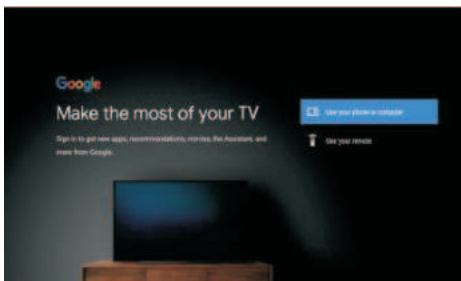 Google
Make the most of your TV
Sign in to get new apps, recommendations, movies, the Assistant, and
more from Google.
Use your phone or computer
Use your remote